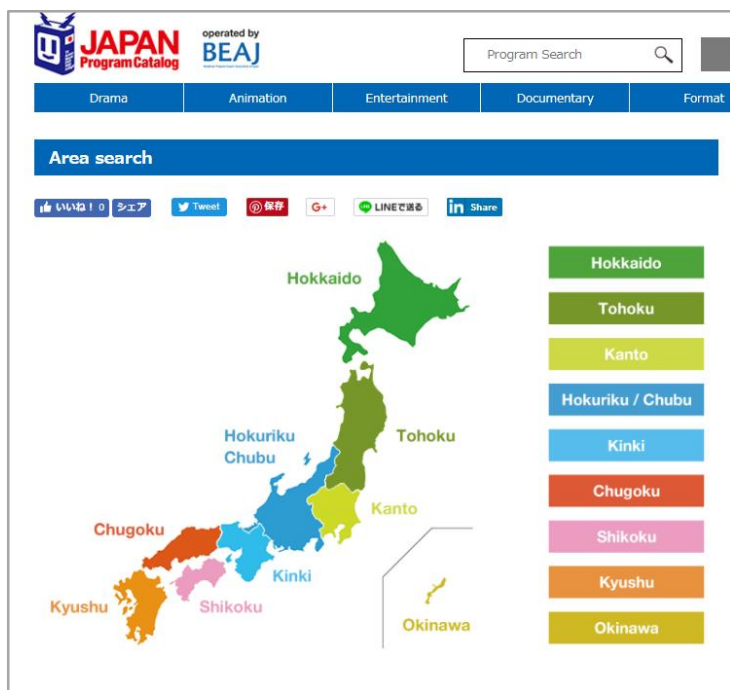 JAPAN
Program Catalog
operated by
BEAJ
Program Search
Drama
Animation
Entertainment
Documentary
Format
Area search
いいね！ 0
シェア
Tweet
保存
G+
LINEで送る
in Share
Hokkaido
Hokuriku
Chubu
Tohoku
Kanto
Chugoku
Kinki
Kyushu
Shikoku
Okinawa
Hokkaido
Tohoku
Kanto
Hokuriku / Chubu
Kinki
Chugoku
Shikoku
Kyushu
Okinawa